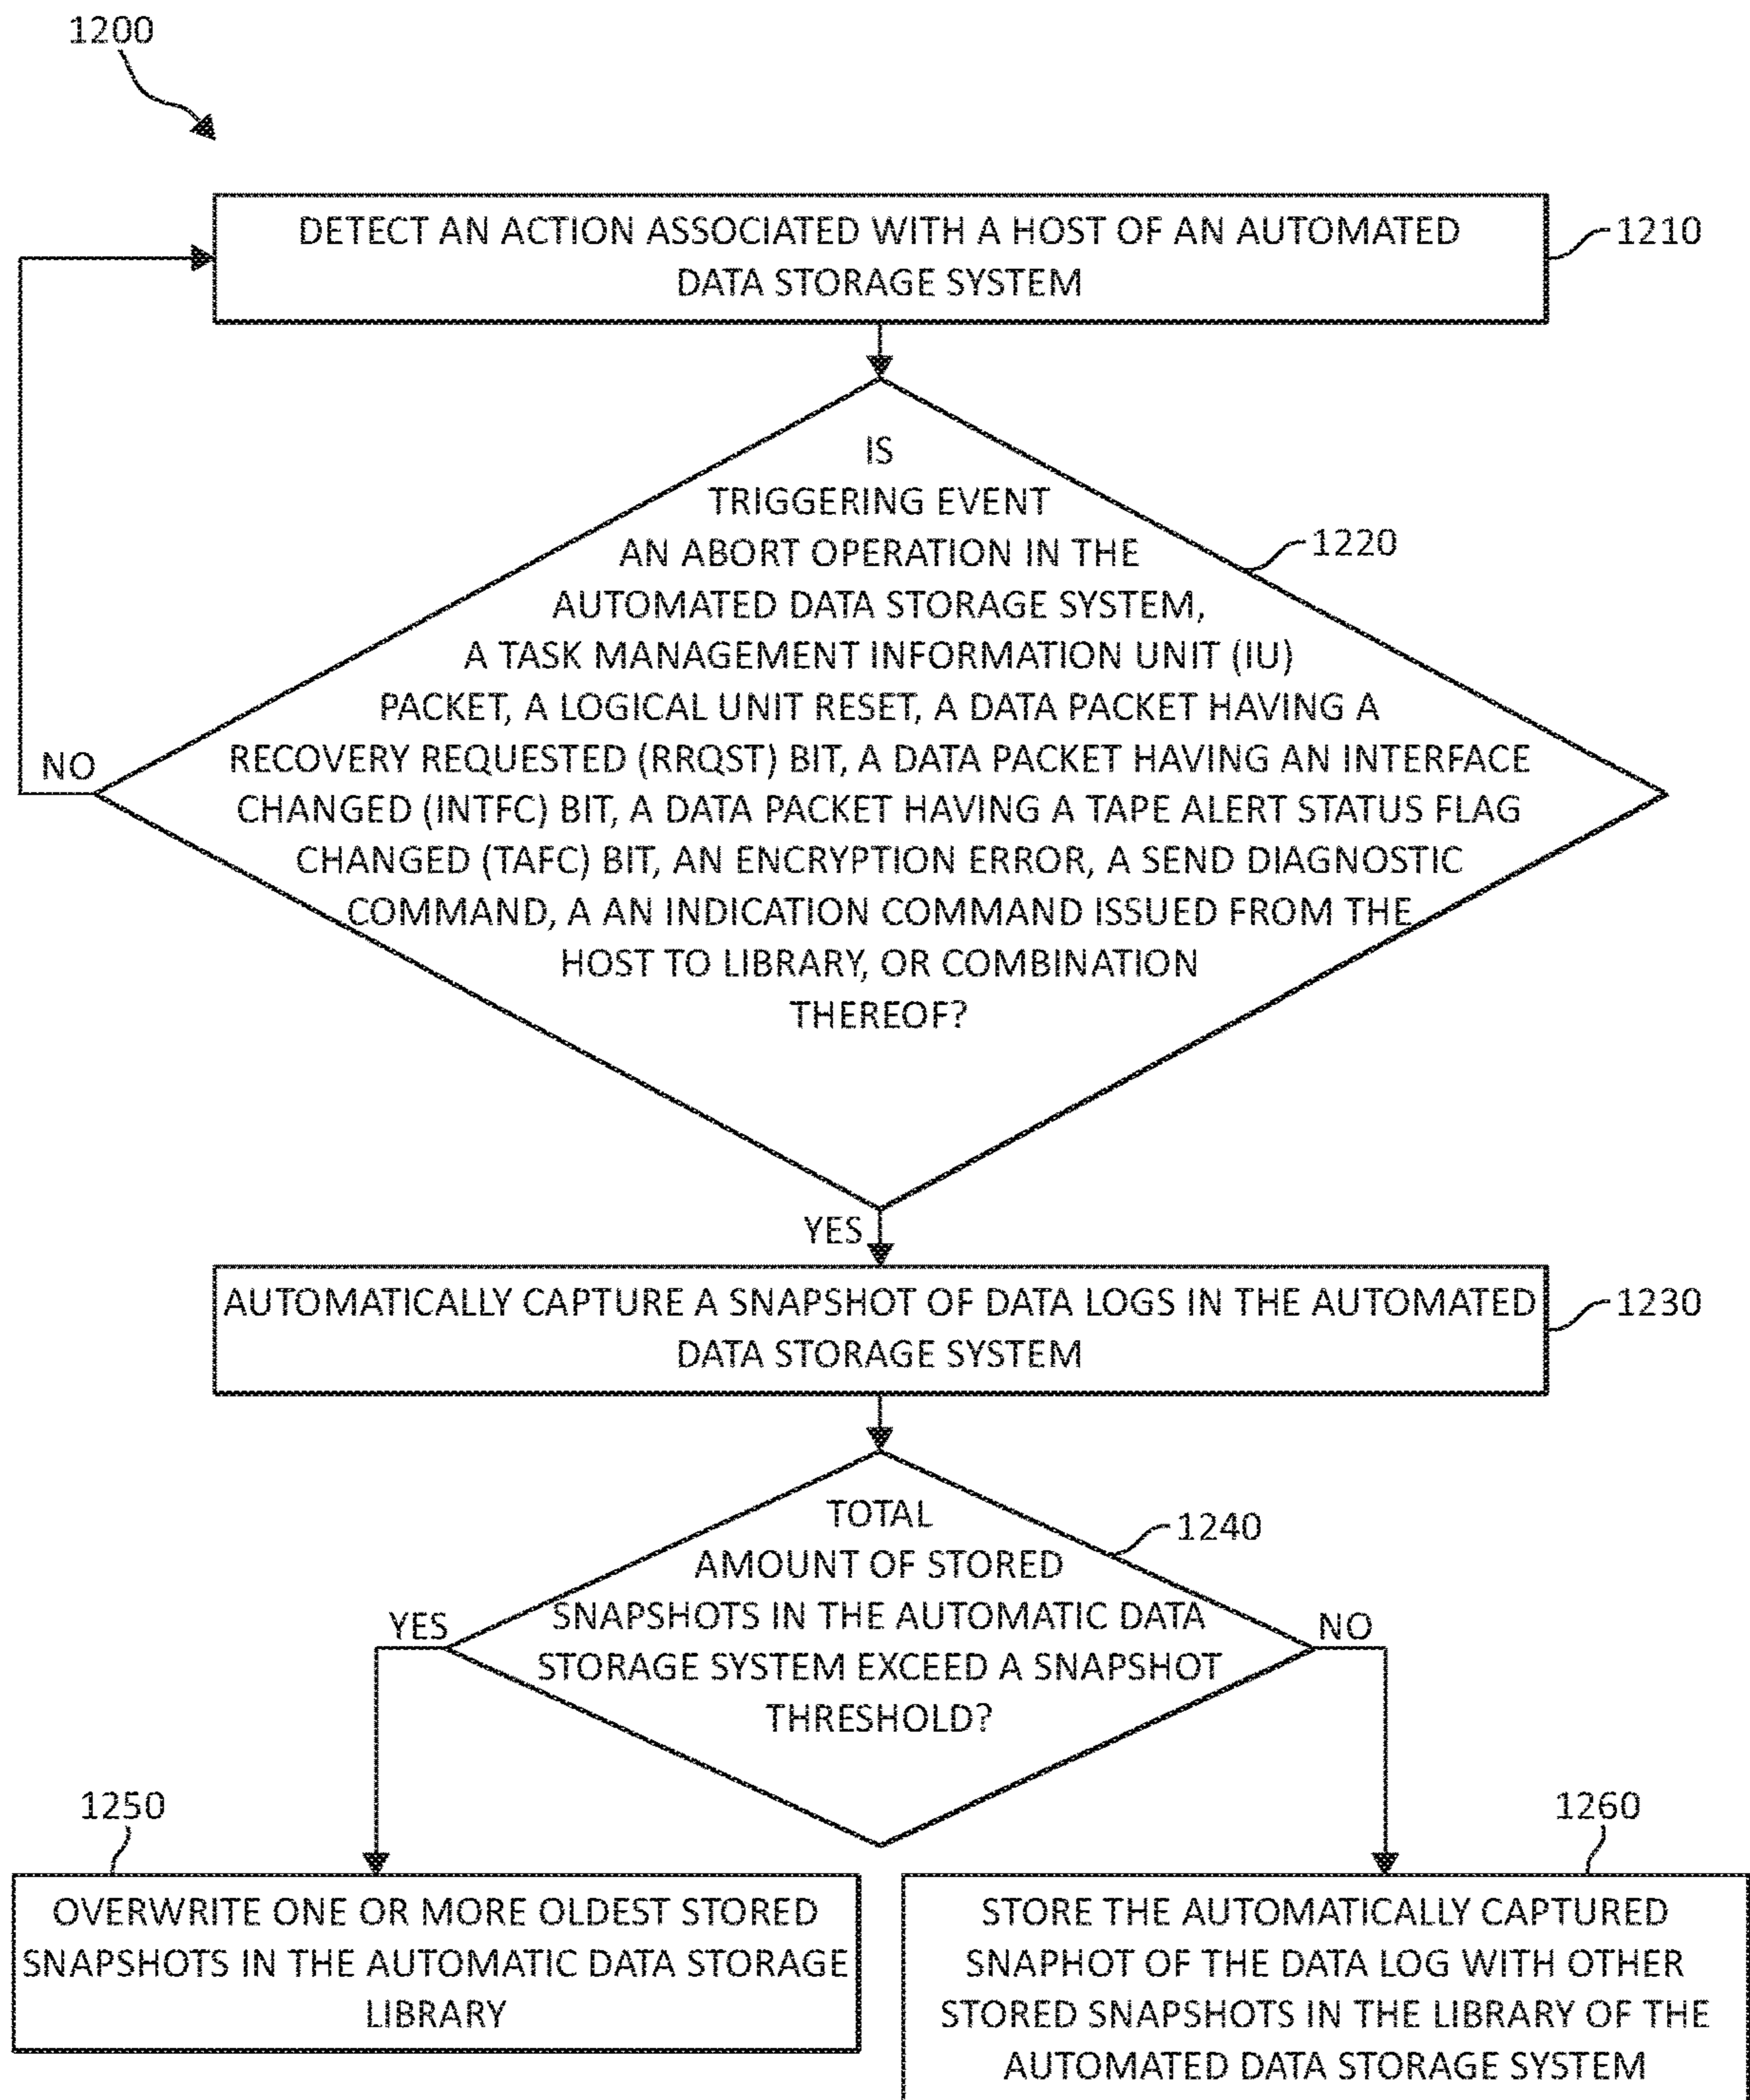 1200
DETECT AN ACTION ASSOCIATED WITH A HOST OF AN AUTOMATED
DATA STORAGE SYSTEM
1210
IS
TRIGGERING EVENT
AN ABORT OPERATION IN THE
AUTOMATED DATA STORAGE SYSTEM,
A TASK MANAGEMENT INFORMATION UNIT (IU)
PACKET, A LOGICAL UNIT RESET, A DATA PACKET HAVING A
RECOVERY REQUESTED (RRQST) BIT, A DATA PACKET HAVING AN INTERFACE
CHANGED (INTFC) BIT, A DATA PACKET HAVING A TAPE ALERT STATUS FLAG
CHANGED (TAFC) BIT, AN ENCRYPTION ERROR, A SEND DIAGNOSTIC
COMMAND, A AN INDICATION COMMAND ISSUED FROM THE
HOST TO LIBRARY, OR COMBINATION
THEREOF?
1220
NO
YES
AUTOMATICALLY CAPTURE A SNAPSHOT OF DATA LOGS IN THE AUTOMATED
DATA STORAGE SYSTEM
1230
TOTAL
AMOUNT OF STORED
SNAPSHOTS IN THE AUTOMATIC DATA
STORAGE SYSTEM EXCEED A SNAPSHOT
THRESHOLD?
1240
YES
NO
1250
OVERWRITE ONE OR MORE OLDEST STORED
SNAPSHOTS IN THE AUTOMATIC DATA STORAGE
LIBRARY
1260
STORE THE AUTOMATICALLY CAPTURED
SNAPHOT OF THE DATA LOG WITH OTHER
STORED SNAPSHOTS IN THE LIBRARY OF THE
AUTOMATED DATA STORAGE SYSTEM